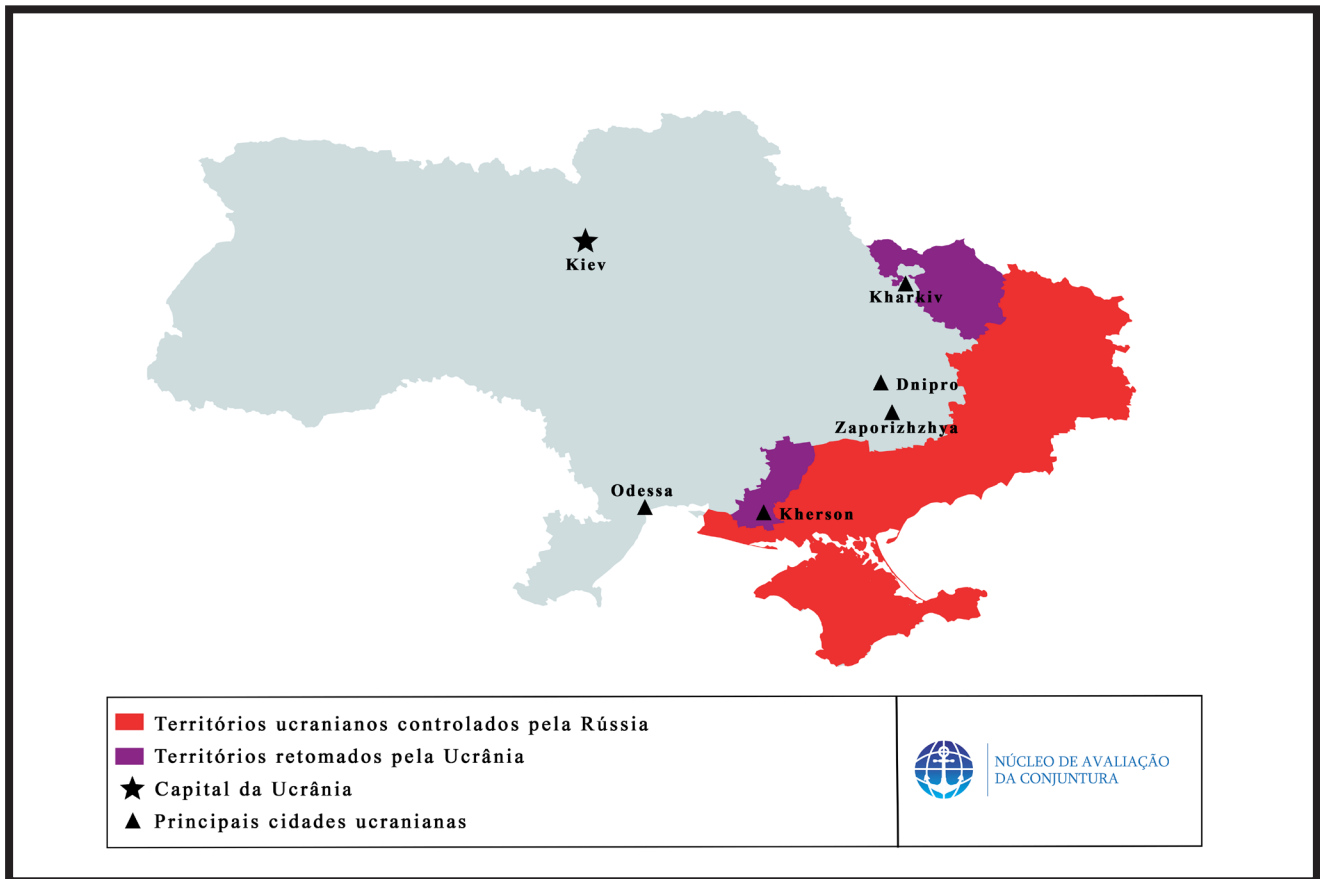 Kiev
Kharkiv
Dnipro
Zaporizhzhya
Odessa
Kherson
Territórios ucranianos controlados pela Rússia
Territórios retomados pela Ucrânia
Capital da Ucrânia
Principais cidades ucranianas
NÚCLEO DE AVALIAÇÃO
DA CONJUNTURA